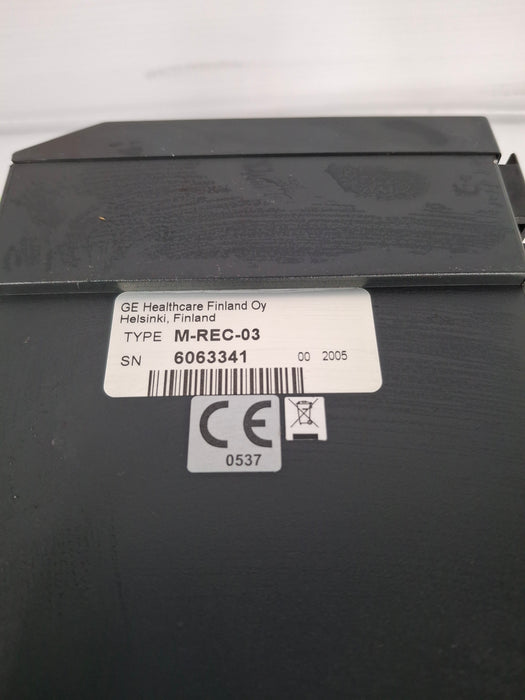 GE Healthcare Finland Oy
Helsinki, Finland
TYPE M-REC-03
SN 6063341 00 2005
CE
0537